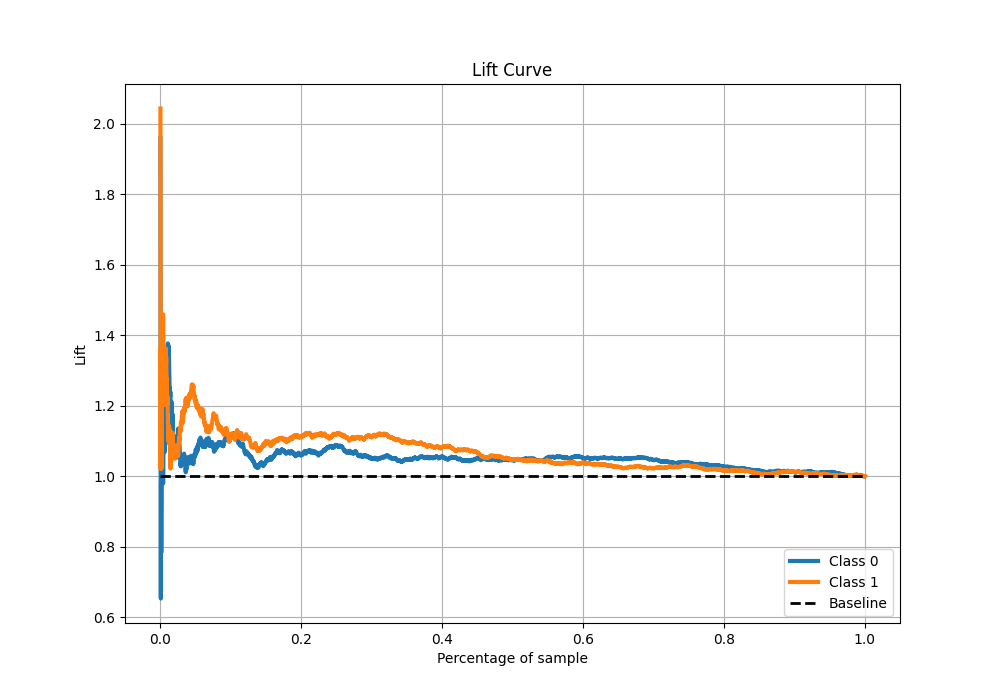 Lift Curve
2.0
1.8
1.6
1.4
1.2
1.0
0.8
0.6
Lift
0.0 0.2 0.4 0.6 0.8 1.0
Percentage of sample
Class 0
Class 1
Baseline